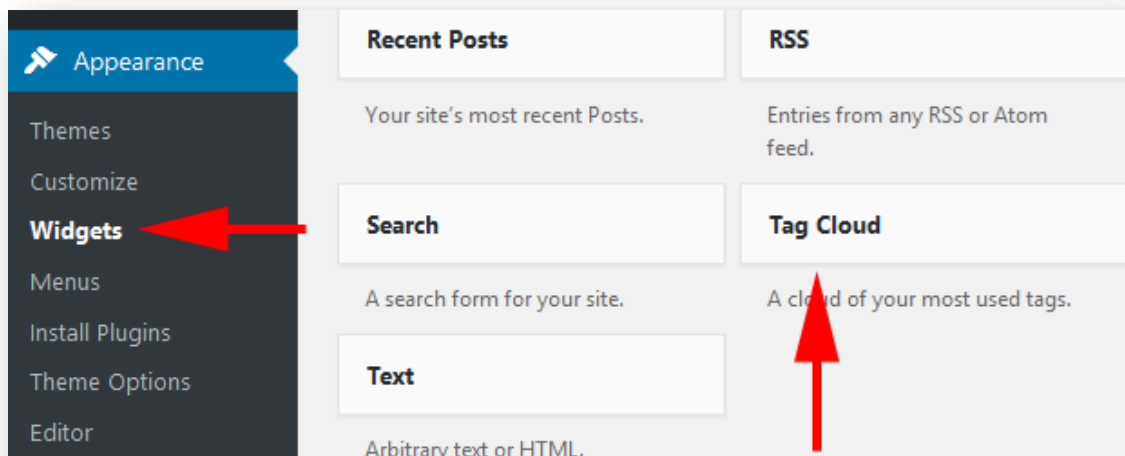 Appearance
Themes
Customize
Widgets
Menus
Install Plugins
Theme Options
Editor
Recent Posts
Your site's most recent Posts.
RSS
Entries from any RSS or Atom
feed.
Search
A search form for your site.
Tag Cloud
A cloud of your most used tags.
Text
Arbitrary text or HTML.